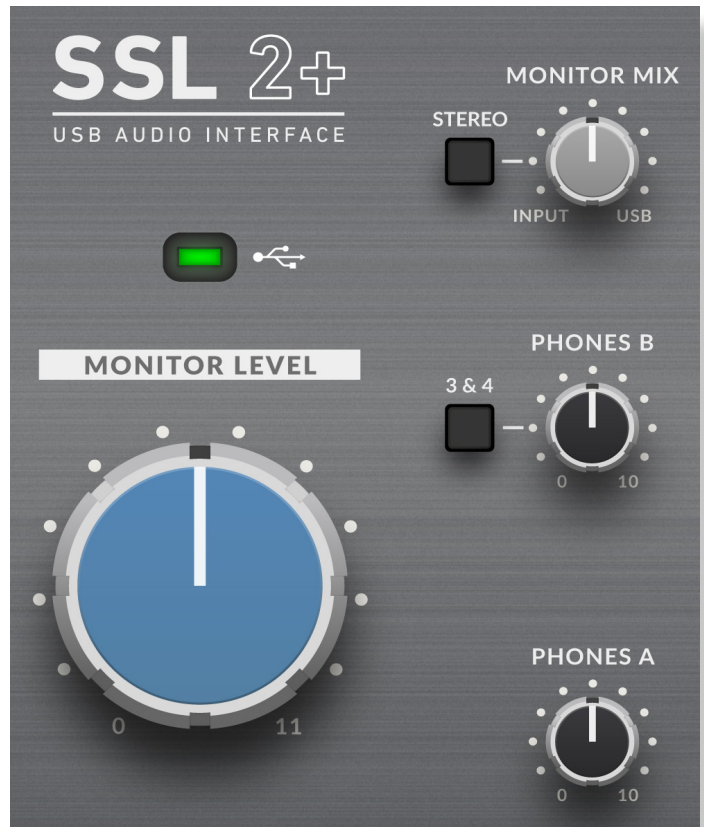 SSL 2+
USB AUDIO INTERFACE
MONITOR MIX
STEREO
INPUT USB
MONITOR LEVEL
0 11
PHONES B
3 & 4
0 10
PHONES A
0 10